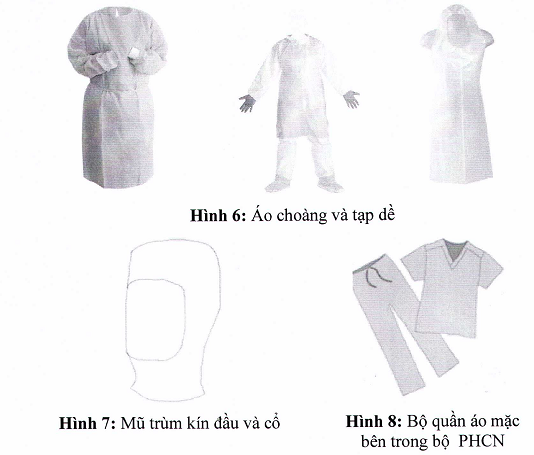 Hình 6: Áo choàng và tạp dề
Hình 7: Mũ trùm kín đầu và cổ
Hình 8: Bộ quần áo mặc
bên trong bộ PHCN